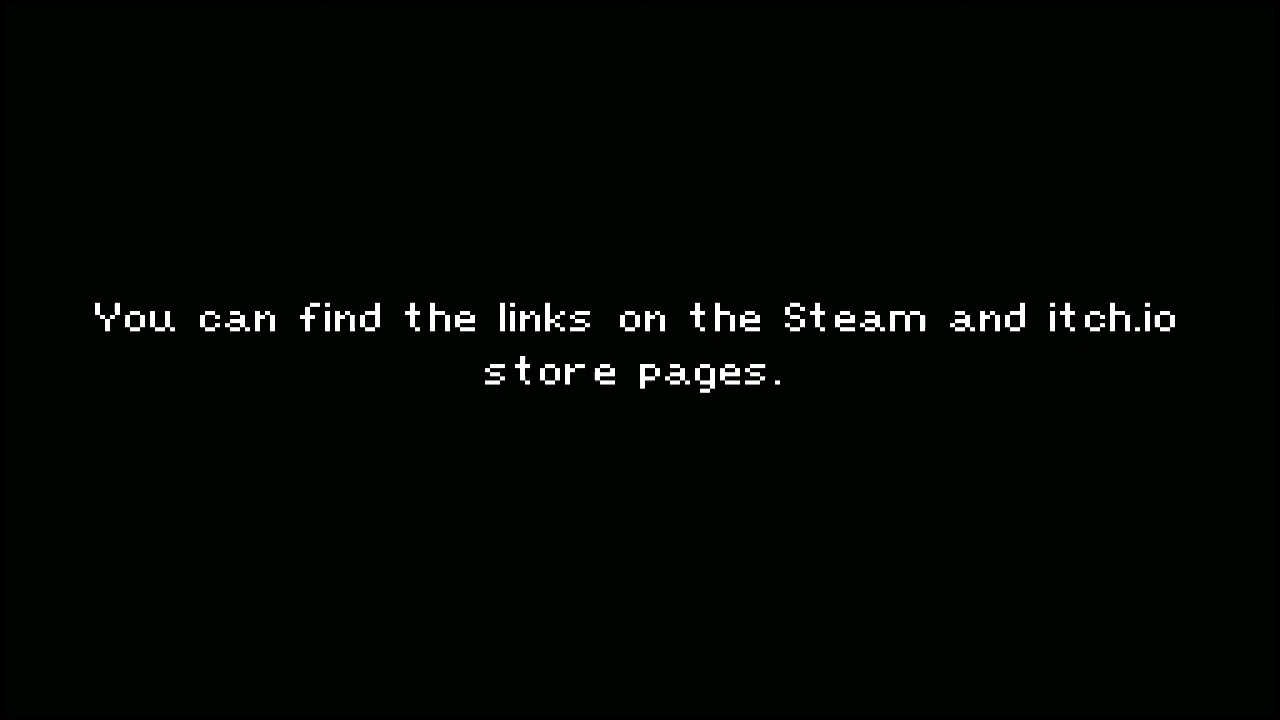 You can find the links on the Steam and itch.io
store pages.